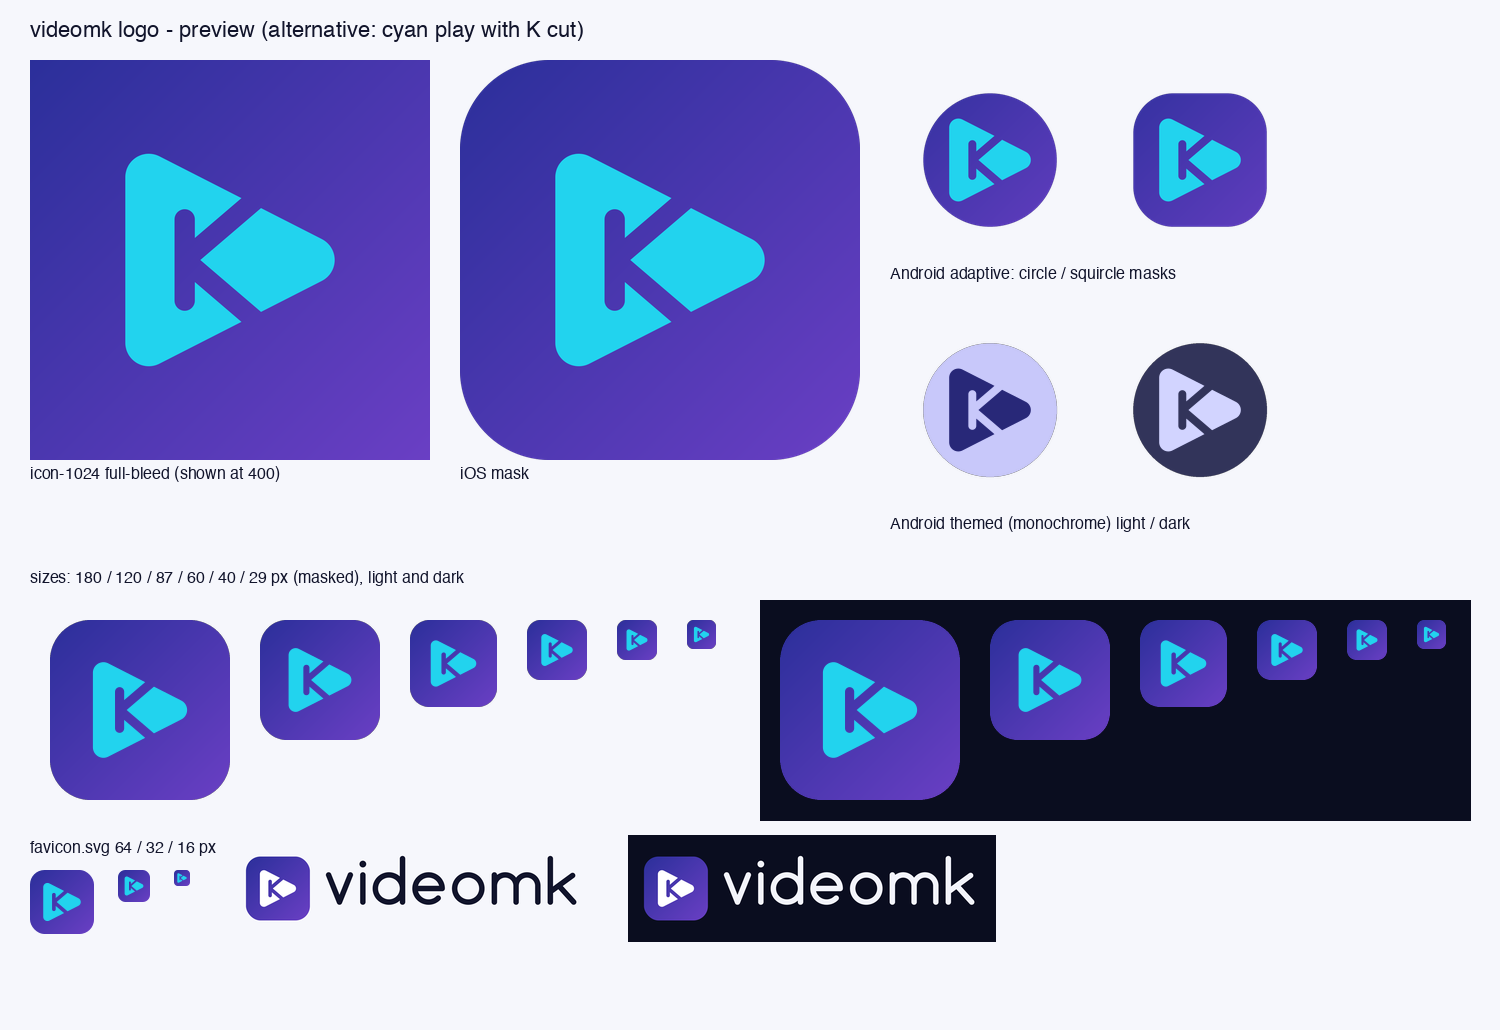 videomk logo - preview (alternative: cyan play with K cut)
icon-1024 full-bleed (shown at 400)
iOS mask
Android adaptive: circle / squircle masks
Android themed (monochrome) light / dark
sizes: 180 / 120 / 87 / 60 / 40 / 29 px (masked), light and dark
favicon.svg 64 / 32 / 16 px
videomk
videomk